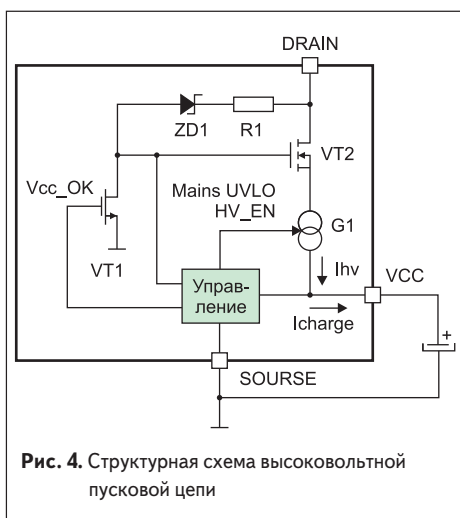 DRAIN
ZD1
R1
VT2
Vcc_OK
Mains UVLO
HV_EN
G1
VT1
Ihv
VCC
Управ-
ление
Icharge
+
SOURSE
Рис. 4. Структурная схема высоковольтной
пусковой цепи